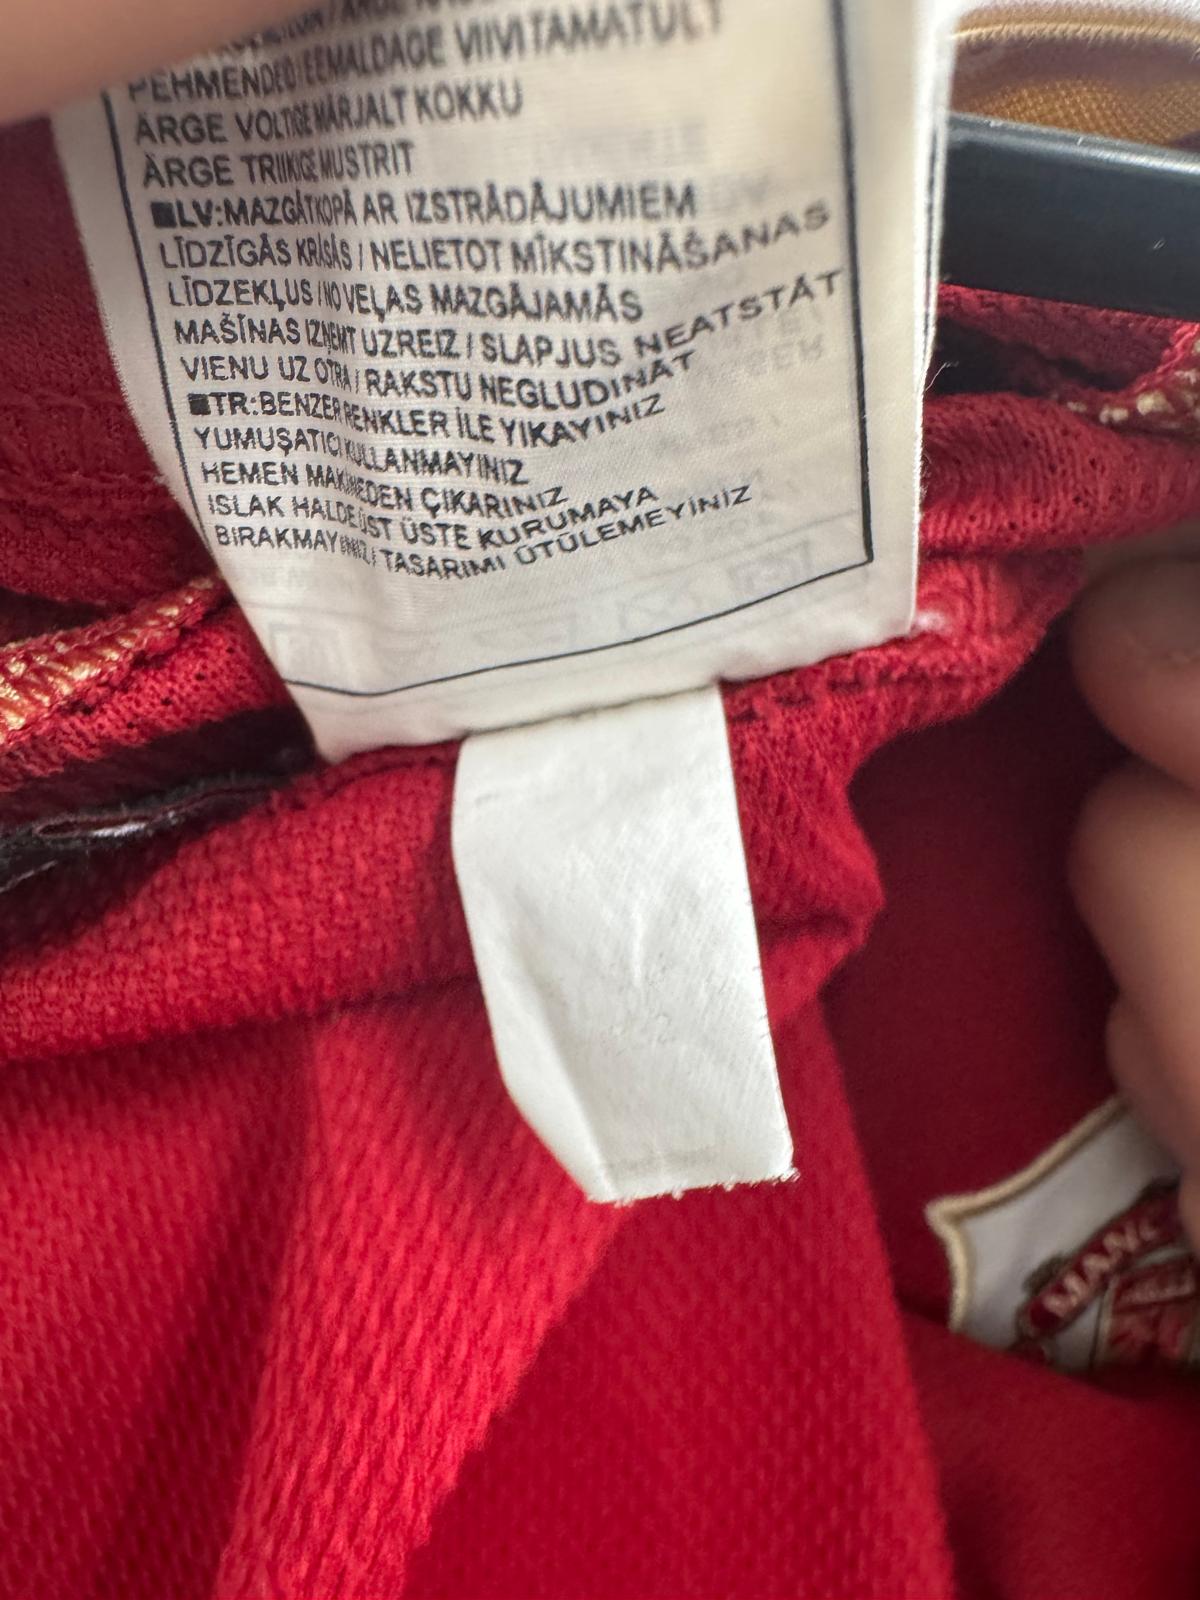 PEHMENDEID/EEMALDAGE VIIVITAMATULT
ÄRGE VOLTIGE MÄRJALT KOKKU
ÄRGE TRIIKIGE MUSTRIT
■LV:MAZGĀT KOPĀ AR IZSTRĀDĀJUMIEM
LĪDZĪGĀS KRĀSĀS / NELIETOT MĪKSTINĀŠANAS
LĪDZEKĻUS / NO VEĻAS MAZGĀJAMĀS
MAŠĪNAS IZŅEMT UZREIZ / SLAPJUS NEATSTĀT
VIENU UZ OTRA / RAKSTU NEGLUDINĀT
■TR:BENZER RENKLER İLE YIKAYINIZ
YUMUŞATICI KULLANMAYINIZ
HEMEN MAKİNEDEN ÇIKARINIZ
ISLAK HALDE ÜST ÜSTE KURUMAYA
BIRAKMAYINIZ / TASARIMI ÜTÜLEMEYİNİZ
MANC